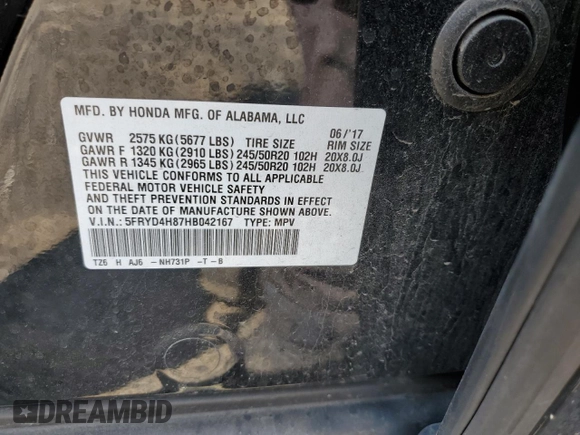 MFD. BY HONDA MFG. OF ALABAMA, LLC
06/'17
GVWR 2575 KG (5677 LBS) TIRE SIZE RIM SIZE
GAWR F 1320 KG (2910 LBS) 245/50R20 102H 20X8.0J
GAWR R 1345 KG (2965 LBS) 245/50R20 102H 20X8.0J
THIS VEHICLE CONFORMS TO ALL APPLICABLE
FEDERAL MOTOR VEHICLE SAFETY
AND THEFT PREVENTION STANDARDS IN EFFECT
ON THE DATE OF MANUFACTURE SHOWN ABOVE.
V.I.N.: 5FRYD4H87HB042167 TYPE: MPV
TZ6 H AJ6 -NH731P -T -B
DREAMBID